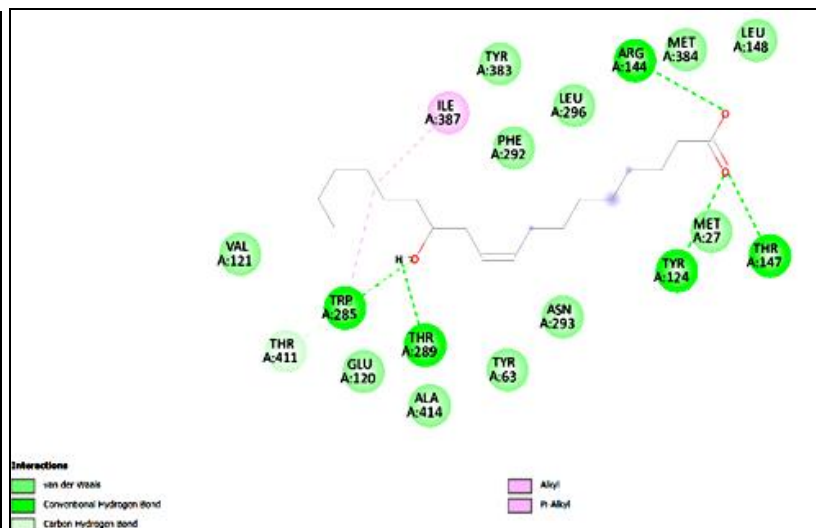 LEU
A:148
MET
A:384
ARG
A:144
TYR
A:383
LEU
A:296
ILE
A:387
O
PHE
A:292
O
MET
A:27
VAL
A:121
THR
A:147
H
O
TYR
A:124
TRP
A:285
ASN
A:293
THR
A:289
THR
A:411
GLU
A:120
TYR
A:63
ALA
A:414
Interactions
van der Waals
Alkyl
Conventional Hydrogen Bond
Pi-Alkyl
Carbon Hydrogen Bond